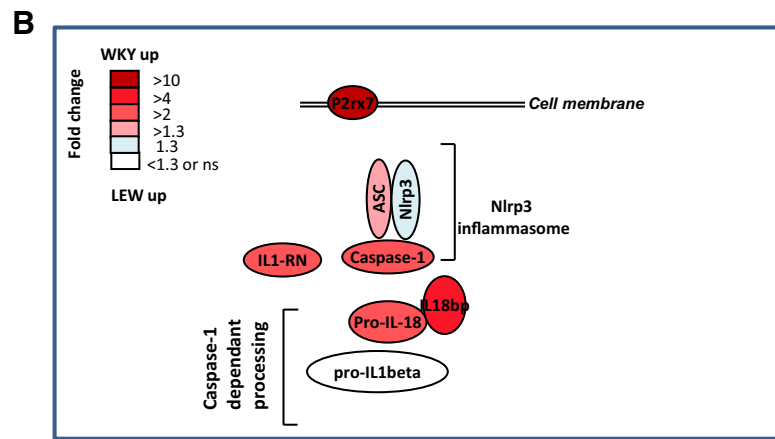 B
WKY up
Fold change
>10
>4
>2
>1.3
1.3
<1.3 or ns
LEW up
P2rx7
Cell membrane
ASC
Nlrp3
Nlrp3
inflammasome
IL1-RN
Caspase-1
IL18bp
Pro-IL-18
Caspase-1
dependant
processing
pro-IL1beta